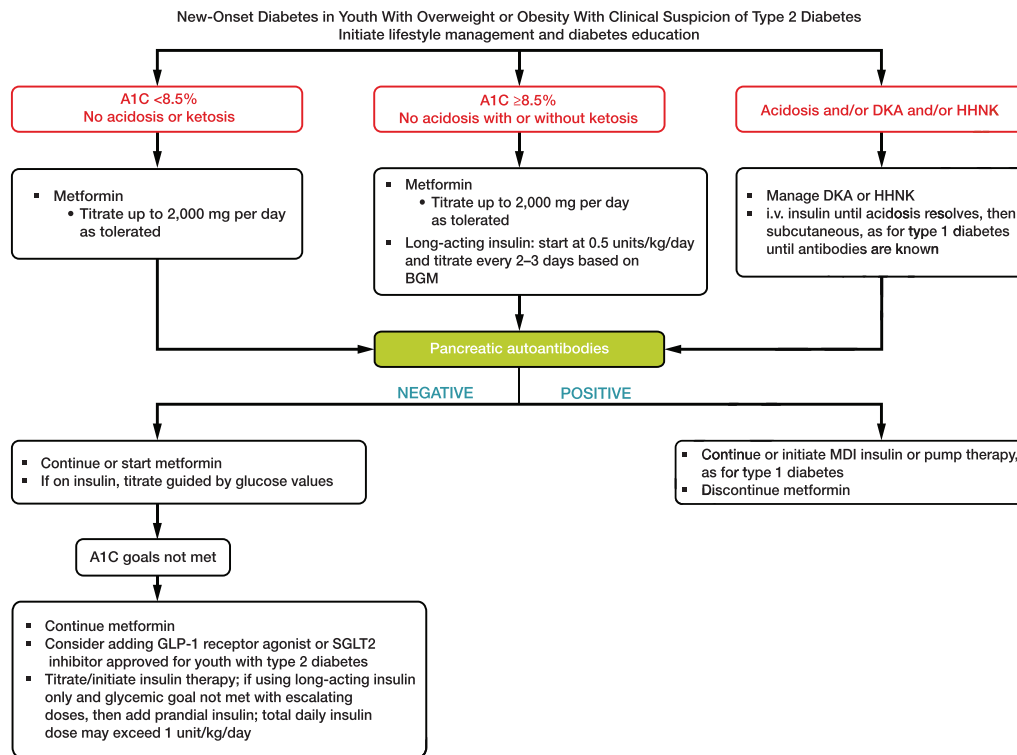 New-Onset Diabetes in Youth With Overweight or Obesity With Clinical Suspicion of Type 2 Diabetes
Initiate lifestyle management and diabetes education
A1C <8.5%
No acidosis or ketosis
A1C ≥8.5%
No acidosis with or without ketosis
Acidosis and/or DKA and/or HHNK
▪ Metformin
• Titrate up to 2,000 mg per day
as tolerated
▪ Metformin
• Titrate up to 2,000 mg per day
as tolerated
▪ Long-acting insulin: start at 0.5 units/kg/day
and titrate every 2–3 days based on
BGM
▪ Manage DKA or HHNK
▪ i.v. insulin until acidosis resolves, then
subcutaneous, as for type 1 diabetes
until antibodies are known
Pancreatic autoantibodies
NEGATIVE
POSITIVE
▪ Continue or start metformin
▪ If on insulin, titrate guided by glucose values
▪ Continue or initiate MDI insulin or pump therapy,
as for type 1 diabetes
▪ Discontinue metformin
A1C goals not met
▪ Continue metformin
▪ Consider adding GLP-1 receptor agonist or SGLT2
inhibitor approved for youth with type 2 diabetes
▪ Titrate/initiate insulin therapy; if using long-acting insulin
only and glycemic goal not met with escalating
doses, then add prandial insulin; total daily insulin
dose may exceed 1 unit/kg/day